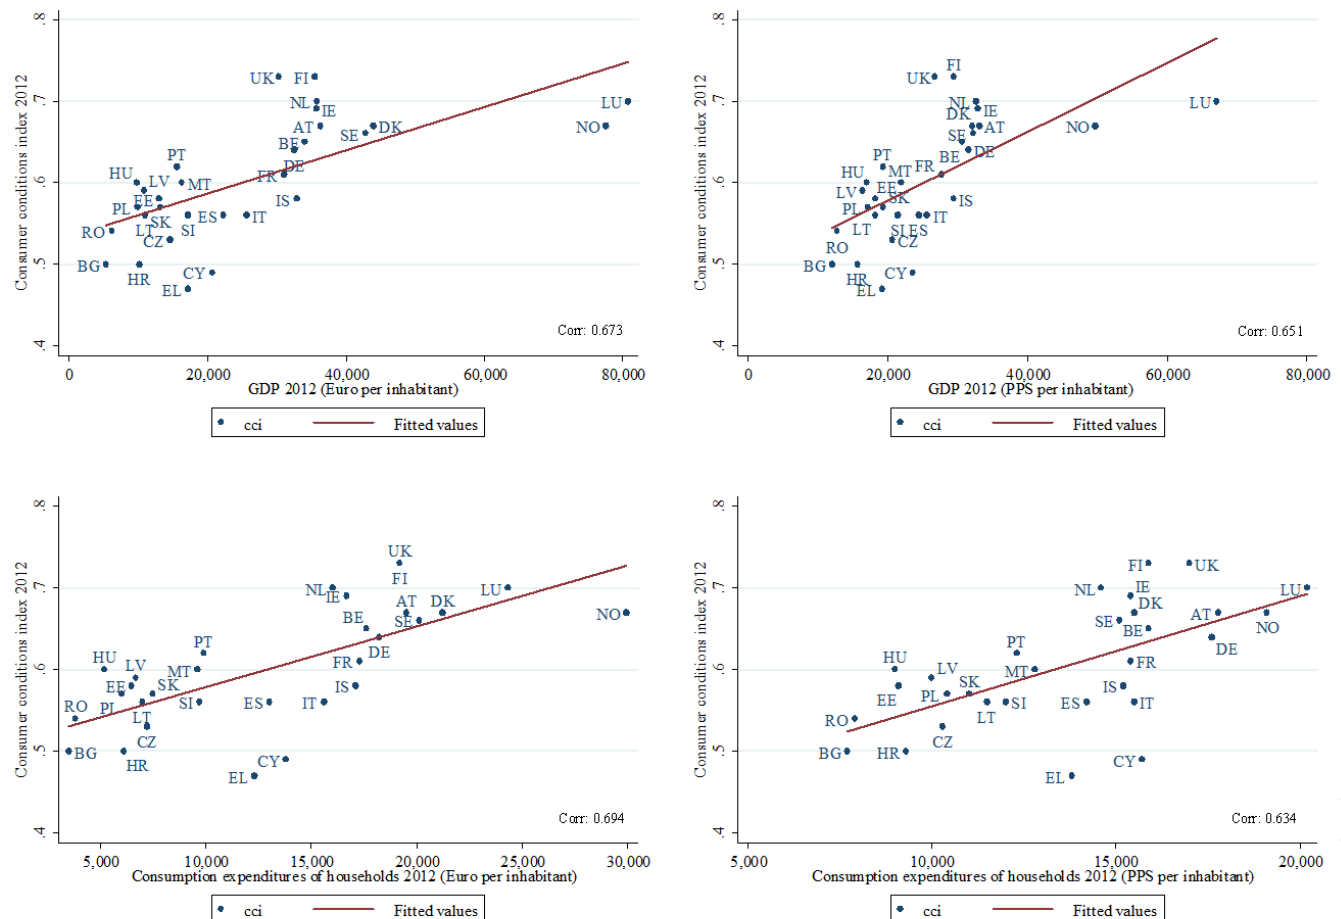 Consumer conditions index 2012
.8
.7
.6
.5
.4
UK
FI
NL
IE
LU
AT
SE
DK
NO
BE
PT
DE
HU
LV
MT
FR
EE
IS
PL
SK
ES
IT
RO
LT
SI
CZ
BG
HR
CY
EL
Corr: 0.673
0 20,000 40,000 60,000 80,000
GDP 2012 (Euro per inhabitant)
cci Fitted values
Consumer conditions index 2012
.8
.7
.6
.5
.4
FI
UK
NL
IE
LU
DK
AT
NO
SE
PT
BE
DE
HU
MT
FR
LV
EE
SK
IS
PL
LT
SI
ES
IT
CZ
RO
BG
HR
CY
EL
Corr: 0.651
0 20,000 40,000 60,000 80,000
GDP 2012 (PPS per inhabitant)
cci Fitted values
Consumer conditions index 2012
.8
.7
.6
.5
.4
UK
FI
NL
LU
IE
AT
DK
NO
BE
SE
PT
DE
HU
LV
MT
FR
EE
SK
IS
RO
PL
SI
ES
IT
LT
CZ
BG
HR
CY
EL
Corr: 0.694
5,000 10,000 15,000 20,000 25,000 30,000
Consumption expenditures of households 2012 (Euro per inhabitant)
cci Fitted values
Consumer conditions index 2012
.8
.7
.6
.5
.4
FI
UK
NL
IE
LU
DK
SE
AT
BE
NO
PT
DE
HU
LV
MT
FR
EE
PL
SK
IS
RO
LT
SI
ES
IT
CZ
BG
HR
CY
EL
Corr: 0.634
5,000 10,000 15,000 20,000
Consumption expenditures of households 2012 (PPS per inhabitant)
cci Fitted values